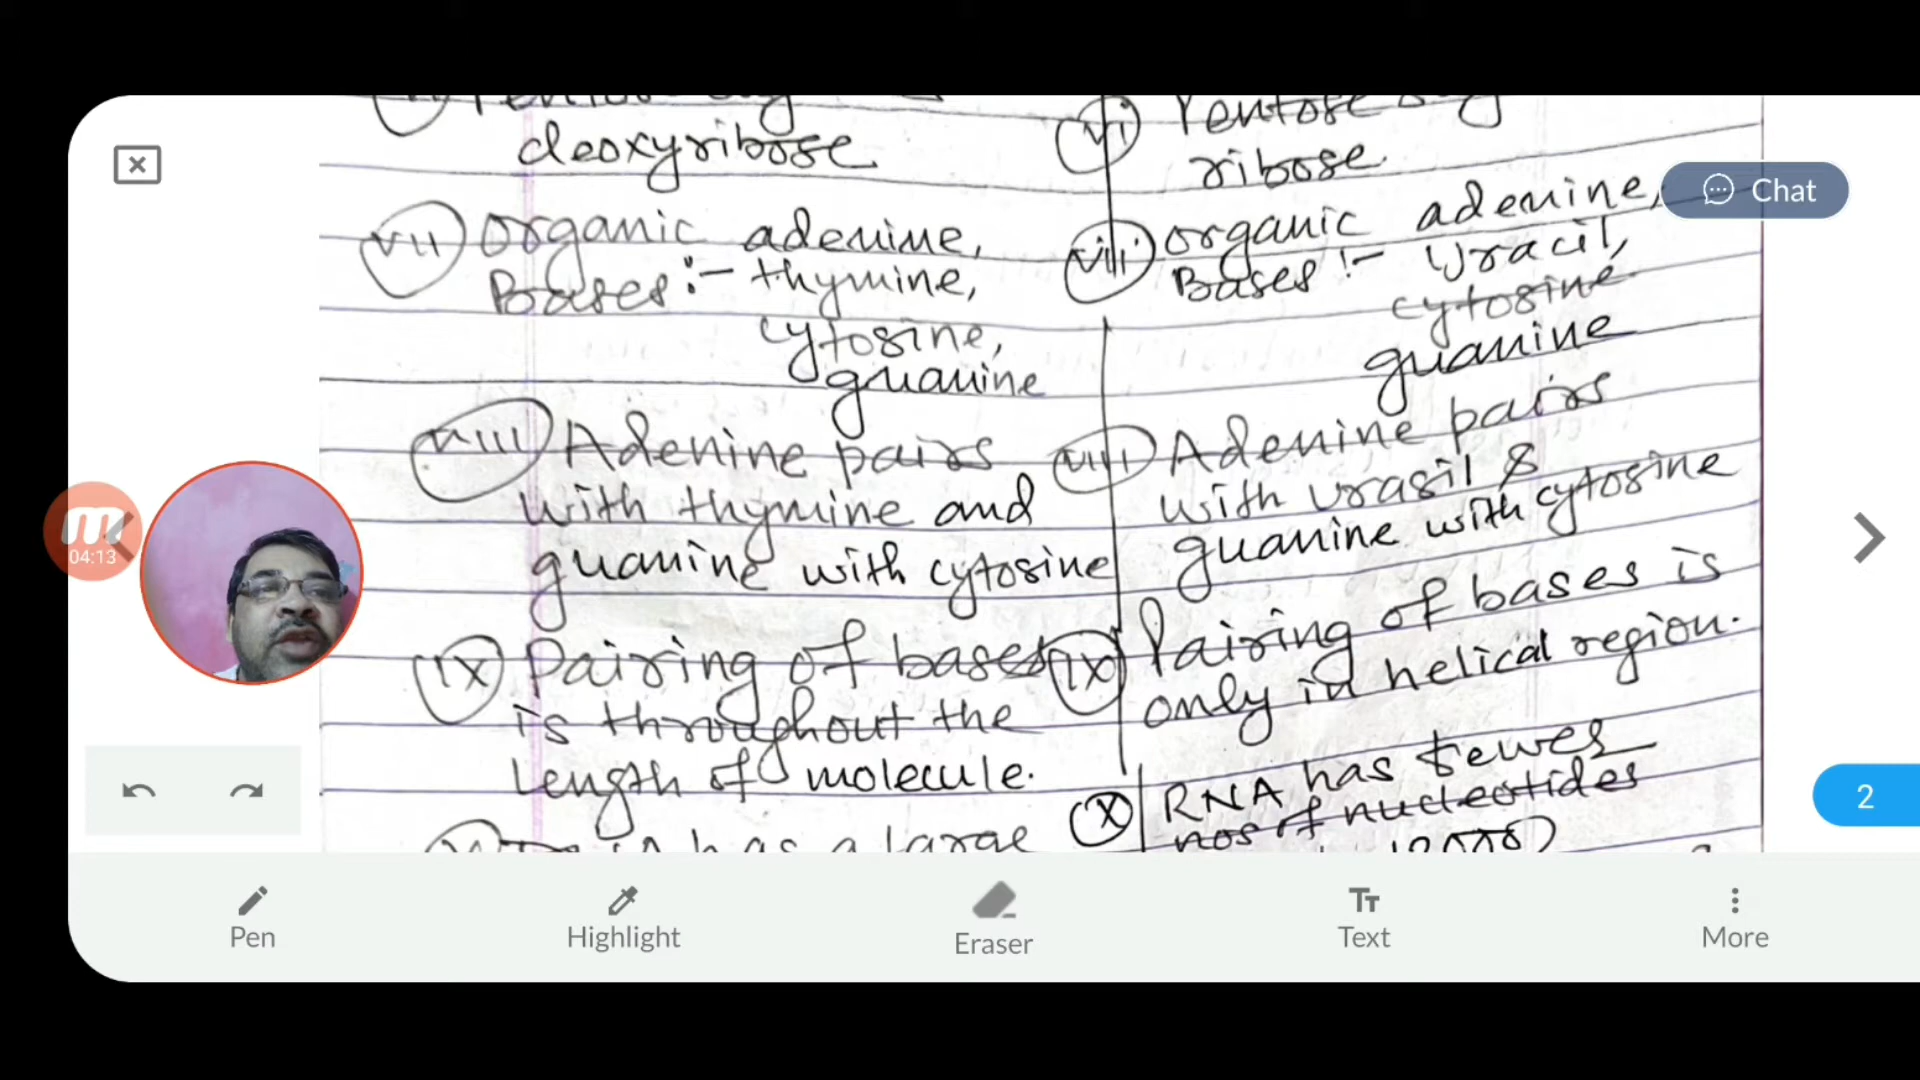 deoxyribose
vii organic adenine,
Bases :- thymine,
cytosine,
guanine
viii Adenine pairs
with thymine and
guanine with cytosine
ix Pairing of bases
is throughout the
length of molecule.
has a large
vi Pentose
ribose.
vii organic adenine,
Bases :- Uracil,
cytosine
guanine
viii Adenine pairs
with urasil &
guanine with cytosine
ix Pairing of bases is
only in helical region.
x RNA has fewer
nos of nucleotides
Chat
04:13
2
Pen
Highlight
Eraser
Text
More